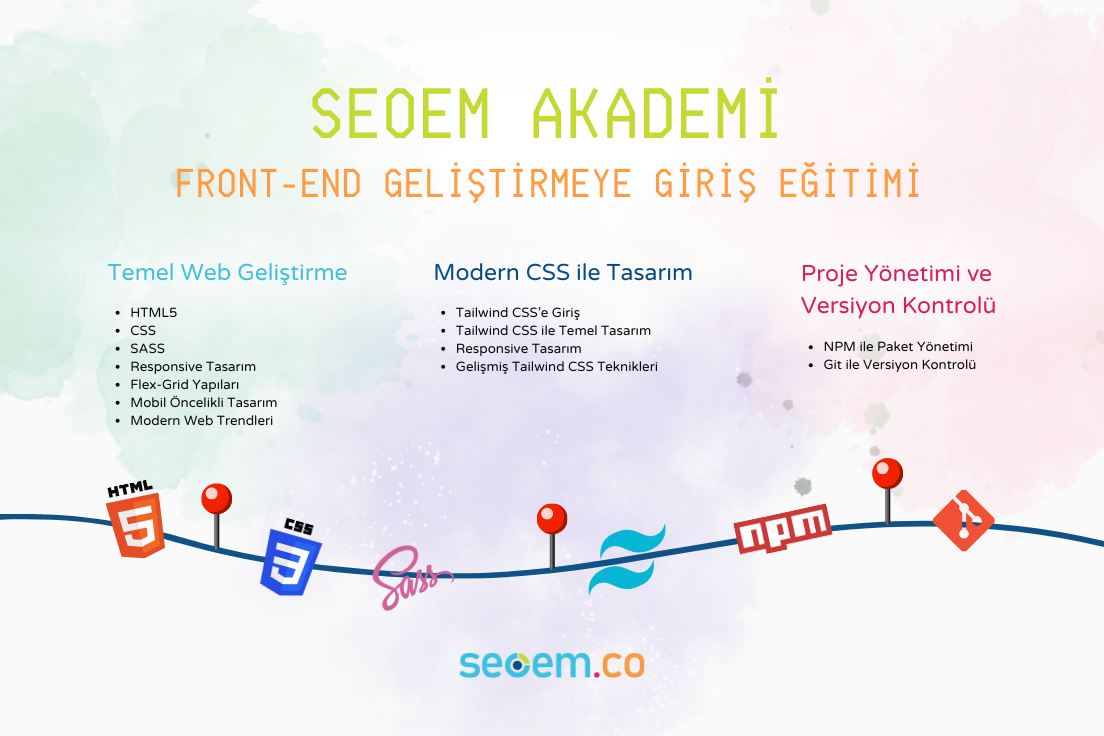 SEOEM AKADEMİ
FRONT-END GELİŞTİRMEYE GİRİŞ EĞİTİMİ
Temel Web Geliştirme
• HTML5
• CSS
• SASS
• Responsive Tasarım
• Flex-Grid Yapıları
• Mobil Öncelikli Tasarım
• Modern Web Trendleri
Modern CSS ile Tasarım
• Tailwind CSS'e Giriş
• Tailwind CSS ile Temel Tasarım
• Responsive Tasarım
• Gelişmiş Tailwind CSS Teknikleri
Proje Yönetimi ve
Versiyon Kontrolü
• NPM ile Paket Yönetimi
• Git ile Versiyon Kontrolü
HTML
5
CSS
3
Sass
npm
seoem.co